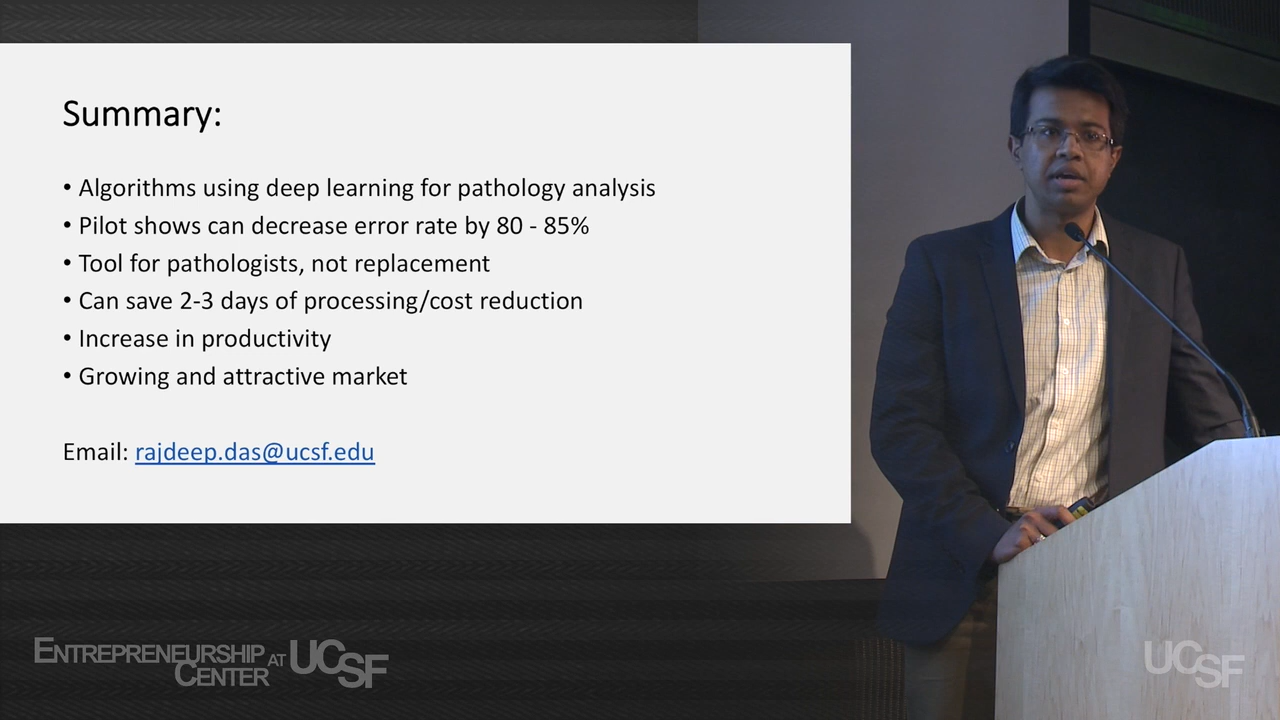 Summary:
• Algorithms using deep learning for pathology analysis
• Pilot shows can decrease error rate by 80 - 85%
• Tool for pathologists, not replacement
• Can save 2-3 days of processing/cost reduction
• Increase in productivity
• Growing and attractive market
Email: rajdeep.das@ucsf.edu
ENTREPRENEURSHIP AT UCSF
CENTER
UCSF